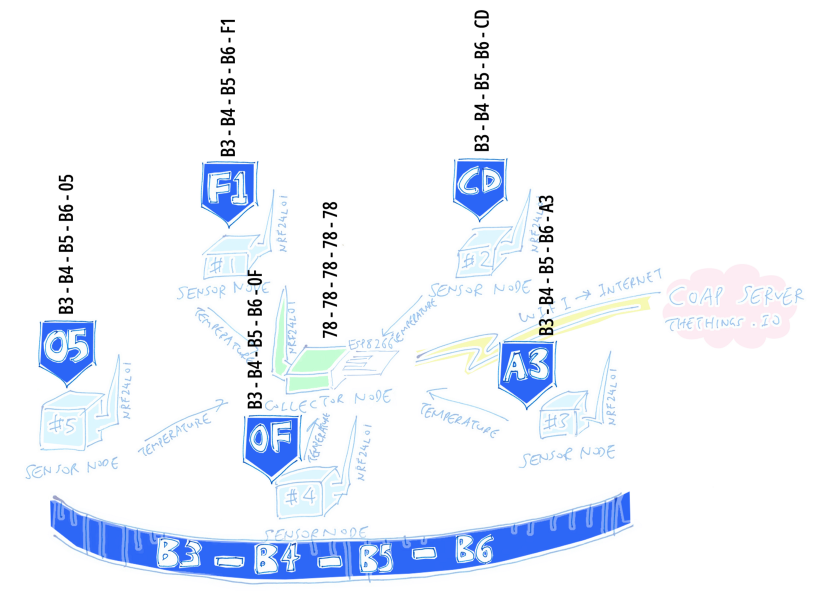 B3 - B4 - B5 - B6 - F1
B3 - B4 - B5 - B6 - CD
B3 - B4 - B5 - B6 - 05
F1
CD
NRF24L01
NRF24L01
#1
#2
SENSOR NODE
SENSOR NODE
78 - 78 - 78 - 78 - 78
B3 - B4 - B5 - B6 - A3
WIFI → INTERNET
COAP SERVER
THETHINGS.IO
TEMPERATURE
TEMPERATURE
B3 - B4 - B5 - B6 - 0F
NRF24L01
ESP8266
05
A3
COLLECTOR NODE
#5
NRF24L01
SENSOR NODE
TEMPERATURE
0F
TEMPERATURE
TEMPERATURE
#3
NRF24L01
SENSOR NODE
#4
NRF24L01
SENSOR NODE
B3 - B4 - B5 - B6